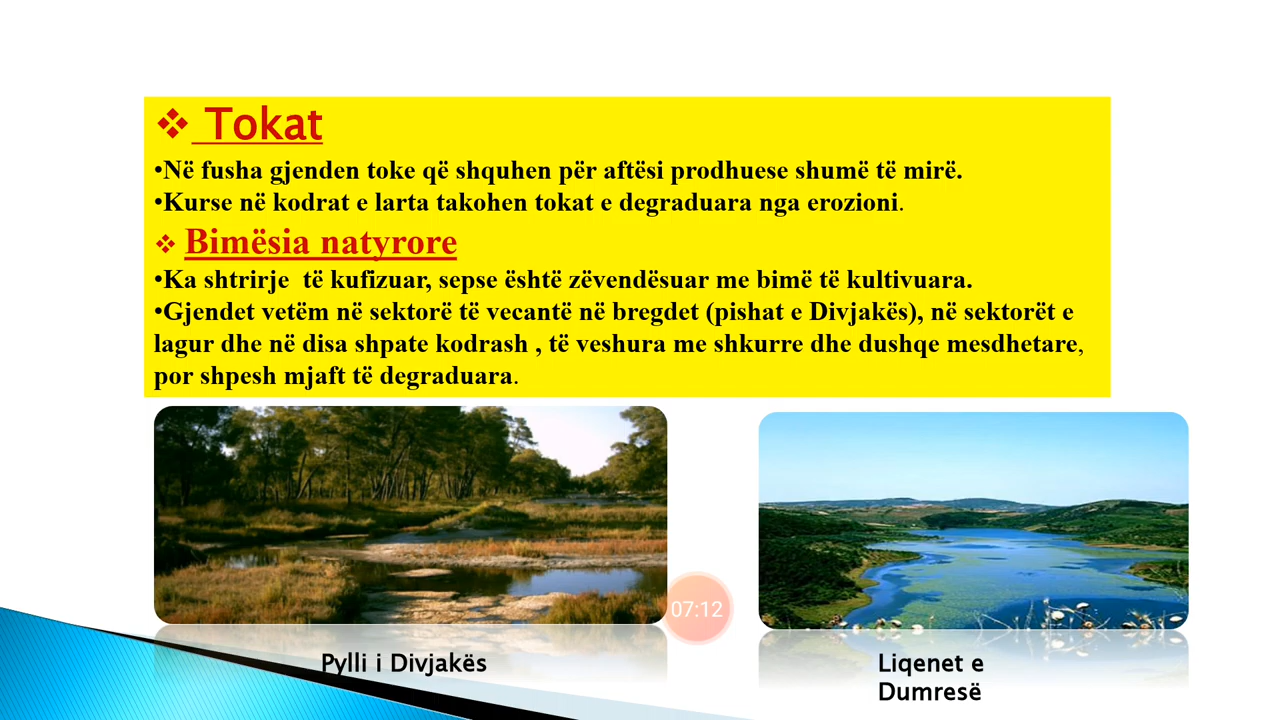 ❖ Tokat
•Në fusha gjenden toke që shquhen për aftësi prodhuese shumë të mirë.
•Kurse në kodrat e larta takohen tokat e degraduara nga erozioni.
❖ Bimësia natyrore
•Ka shtrirje  të kufizuar, sepse është zëvendësuar me bimë të kultivuara.
•Gjendet vetëm në sektorë të vecantë në bregdet (pishat e Divjakës), në sektorët e
lagur dhe në disa shpate kodrash , të veshura me shkurre dhe dushqe mesdhetare,
por shpesh mjaft të degraduara.
07:12
Pylli i Divjakës
Liqenet e
Dumresë